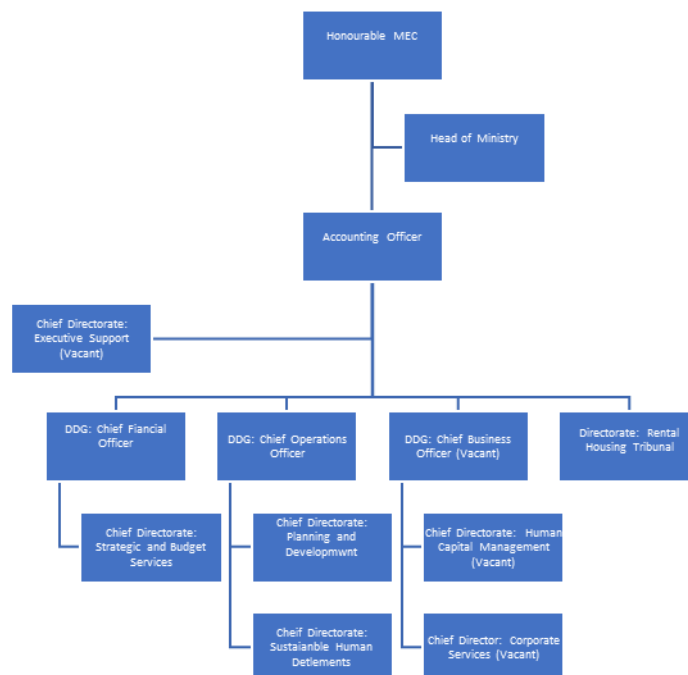 Honourable MEC
Head of Ministry
Accounting Officer
Chief Directorate:
Executive Support
(Vacant)
DDG: Chief Fiancial
Officer
DDG: Chief Operations
Officer
DDG: Chief Business
Officer (Vacant)
Directorate: Rental
Housing Tribunal
Chief Directorate:
Strategic and Budget
Services
Chief Directorate:
Planning and
Developmwnt
Chief Directorate: Human
Capital Management
(Vacant)
Cheif Directorate:
Sustaianble Human
Detlements
Chief Director: Corporate
Services (Vacant)